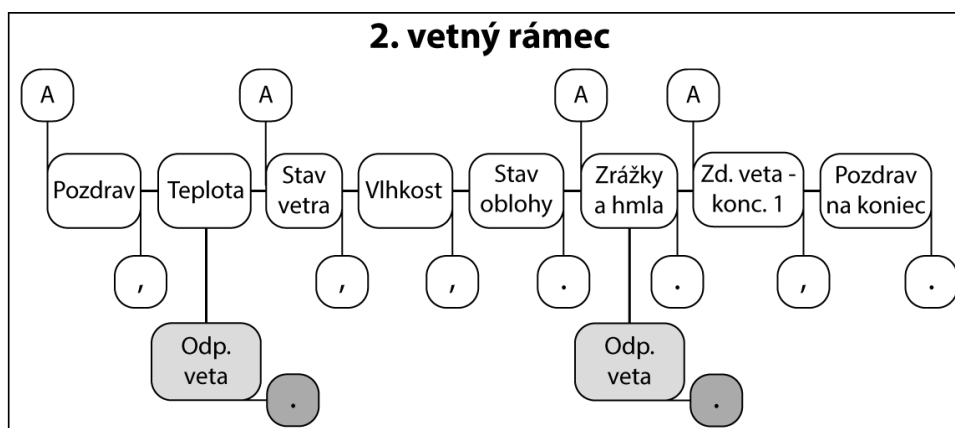 2. vetný rámec
A
A
A
A
Pozdrav
Teplota
Stav
vetra
Vlhkost
Stav
oblohy
Zrážky
a hmla
Zd. veta -
konc. 1
Pozdrav
na koniec
,
,
,
.
.
,
.
Odp.
veta
.
Odp.
veta
.